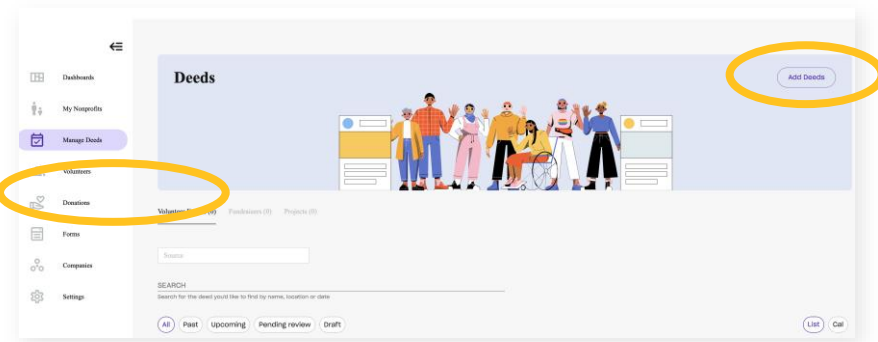 Dashboards
My Nonprofits
Manage Deeds
Volunteers
Donations
Forms
Companies
Settings
Deeds
Add Deeds
Volunteer
Fundraisers (0) Projects (0)
Source
SEARCH
Search for the deed you'd like to find by name, location or date
All Past Upcoming Pending review Draft
List Cal